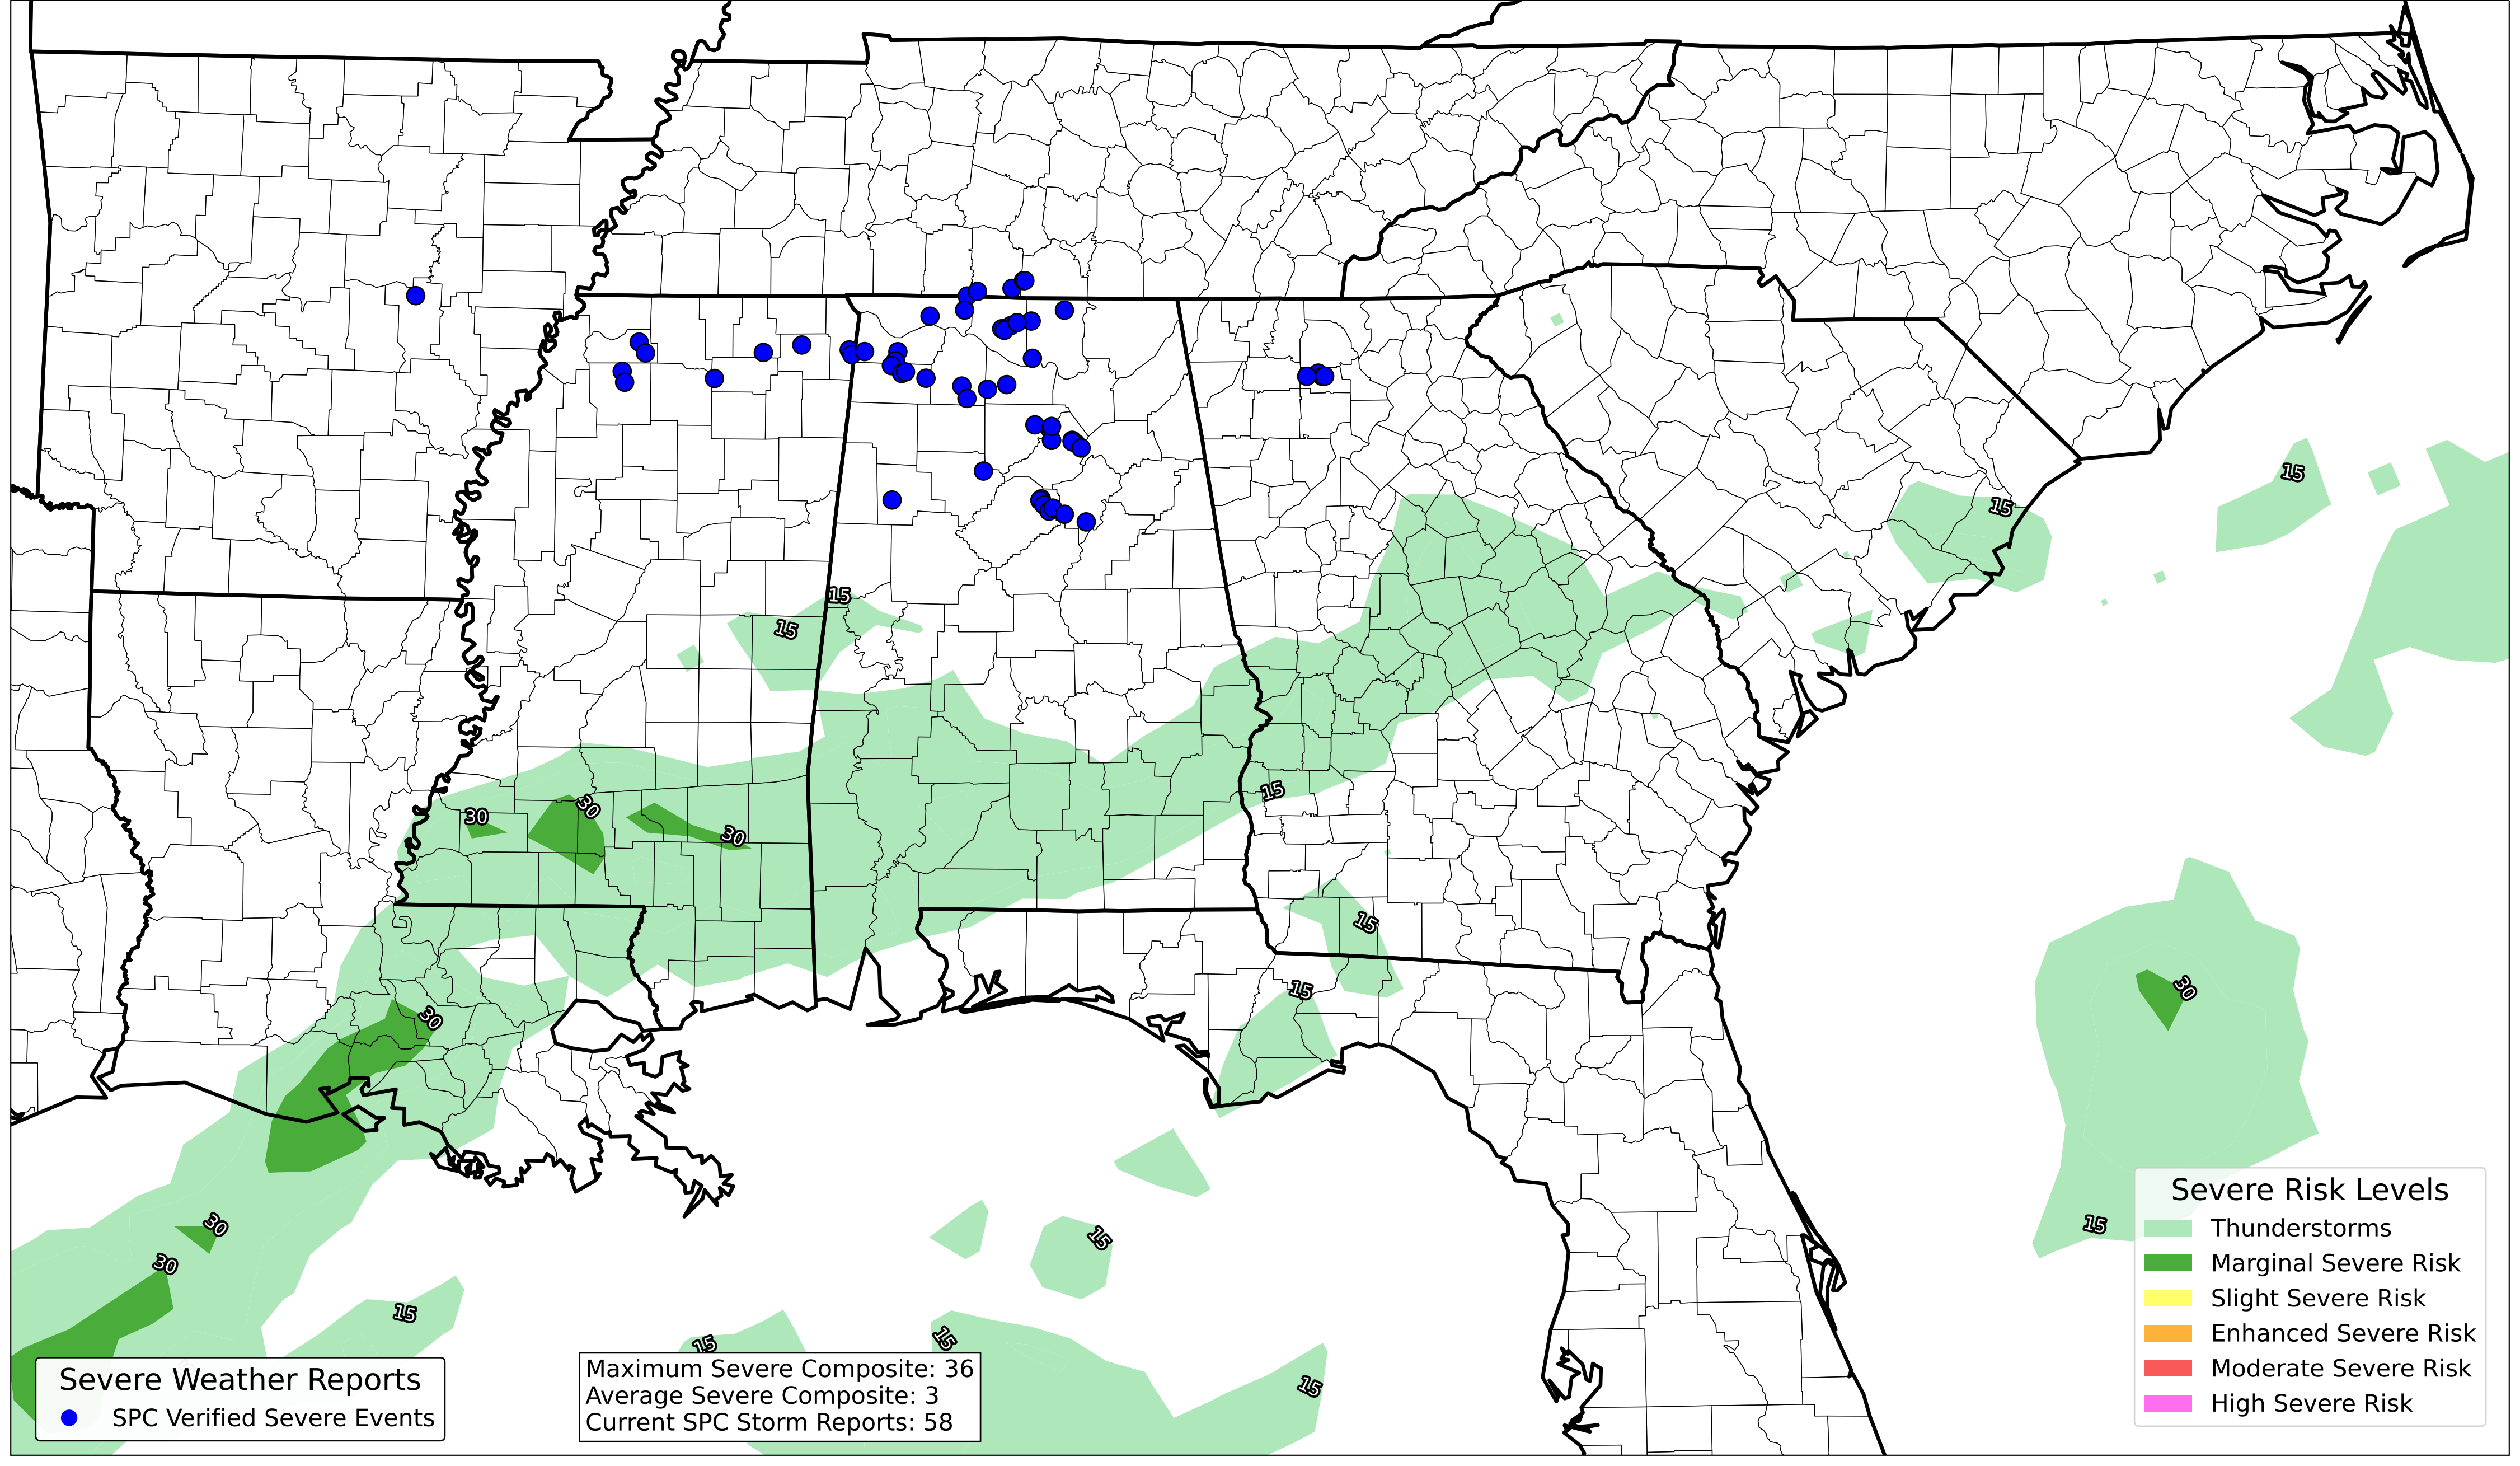 15
15
15
15
30
30
30
15
15
15
30
30
30
30
15
15
15
15
15
15
Severe Risk Levels
Thunderstorms
Marginal Severe Risk
Slight Severe Risk
Enhanced Severe Risk
Moderate Severe Risk
High Severe Risk
Severe Weather Reports
SPC Verified Severe Events
Maximum Severe Composite: 36
Average Severe Composite: 3
Current SPC Storm Reports: 58